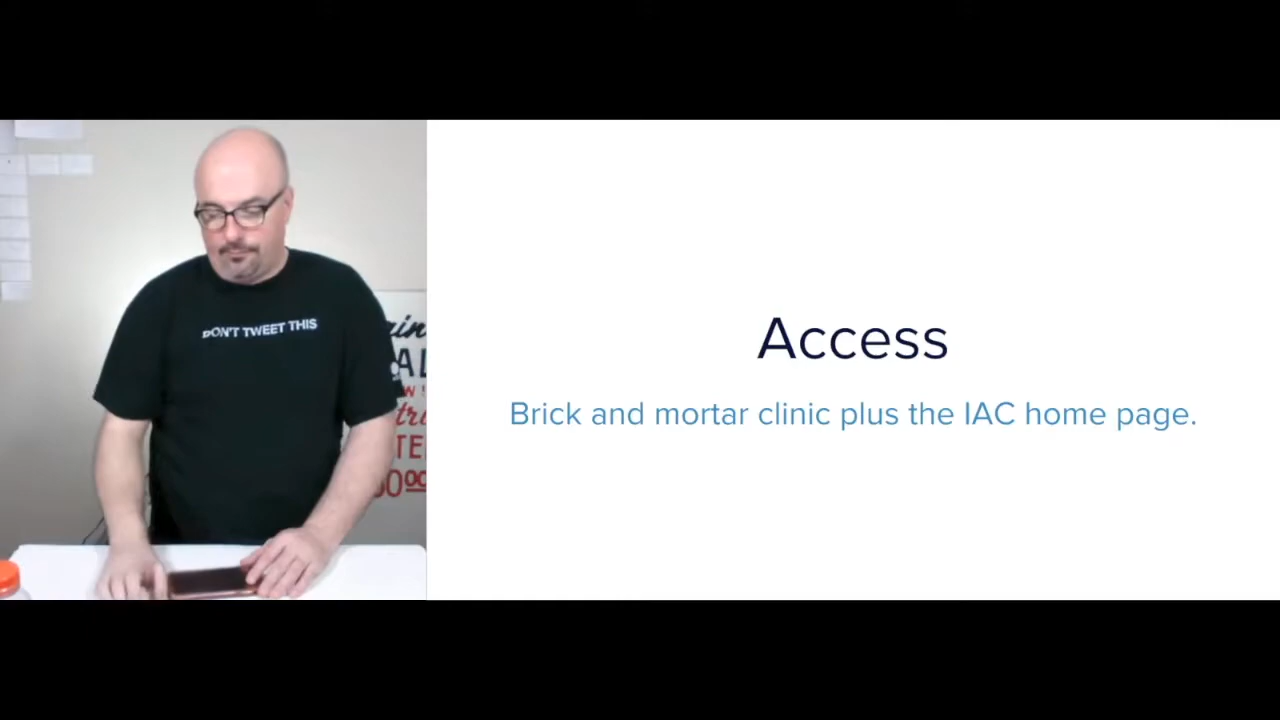 DON'T TWEET THIS
Access
Brick and mortar clinic plus the IAC home page.